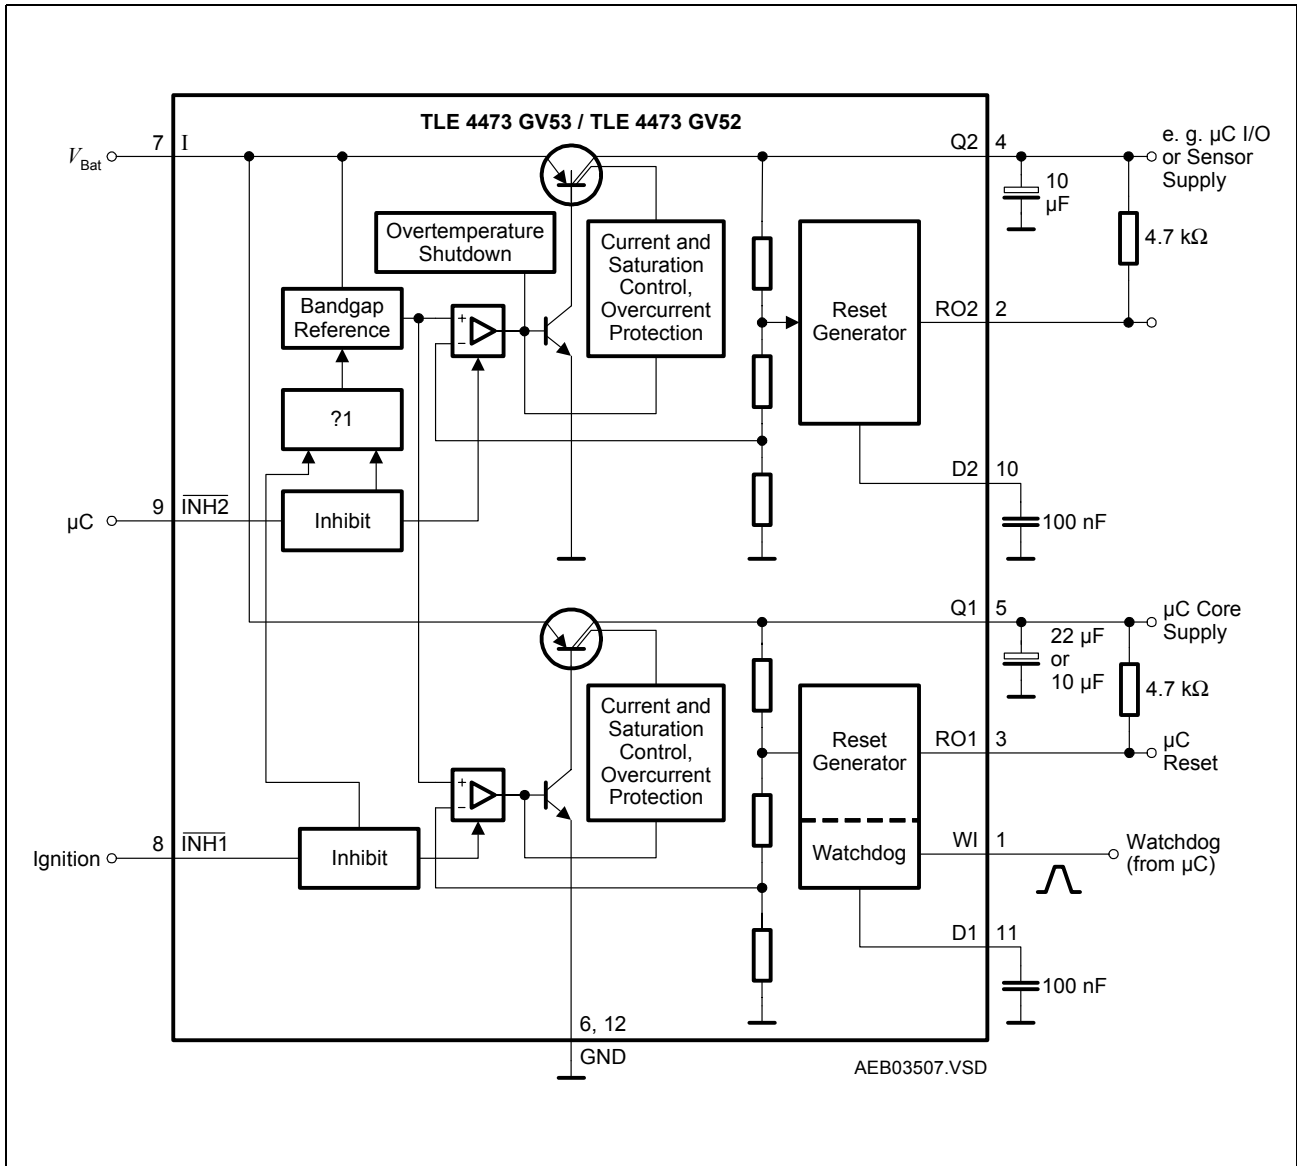 TLE 4473 GV53 / TLE 4473 GV52
V Bat
7
I
Q2
4
e. g. µC I/O
or Sensor
Supply
10
µF
4.7 kΩ
Overtemperature
Shutdown
Current and
Saturation
Control,
Overcurrent
Protection
Bandgap
Reference
+
−
Reset
Generator
RO2
2
?1
D2
10
100 nF
µC
9
INH2
Inhibit
Q1
5
µC Core
Supply
22 µF
or
10 µF
4.7 kΩ
Current and
Saturation
Control,
Overcurrent
Protection
Reset
Generator
RO1
3
µC
Reset
+
−
Ignition
8
INH1
Inhibit
Watchdog
WI
1
Watchdog
(from µC)
D1
11
100 nF
6, 12
GND
AEB03507.VSD